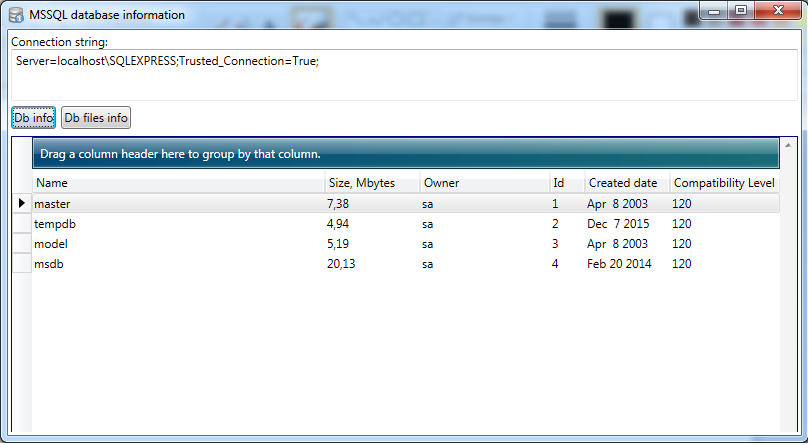 MSSQL database information
Connection string:
Server=localhost\SQLEXPRESS;Trusted_Connection=True;
Db info Db files info
Drag a column header here to group by that column.
Name Size, Mbytes Owner Id Created date Compatibility Level
master 7,38 sa 1 Apr 8 2003 120
tempdb 4,94 sa 2 Dec 7 2015 120
model 5,19 sa 3 Apr 8 2003 120
msdb 20,13 sa 4 Feb 20 2014 120